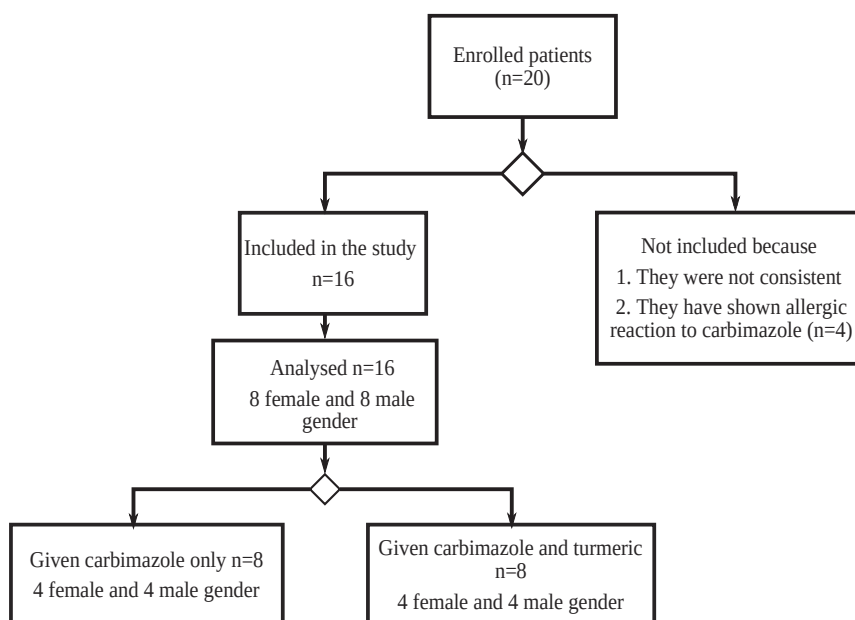 Enrolled patients
(n=20)
Included in the study
n=16
Not included because
1. They were not consistent
2. They have shown allergic
reaction to carbimazole (n=4)
Analysed n=16
8 female and 8 male
gender
Given carbimazole only n=8
4 female and 4 male gender
Given carbimazole and turmeric
n=8
4 female and 4 male gender